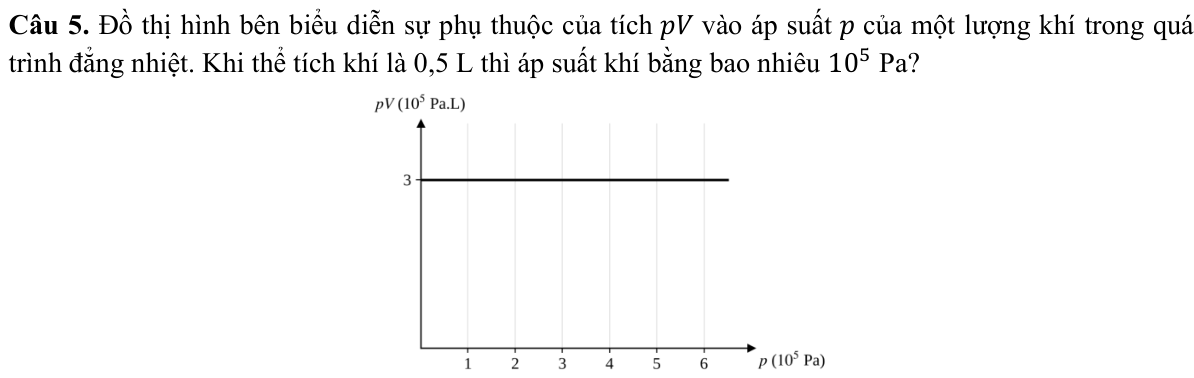 Câu 5. Đồ thị hình bên biểu diễn sự phụ thuộc của tích pV vào áp suất p của một lượng khí trong quá
trình đẳng nhiệt. Khi thể tích khí là 0,5 L thì áp suất khí bằng bao nhiêu 10⁵ Pa?
pV (10⁵ Pa.L)
3
1 2 3 4 5 6 p (10⁵ Pa)